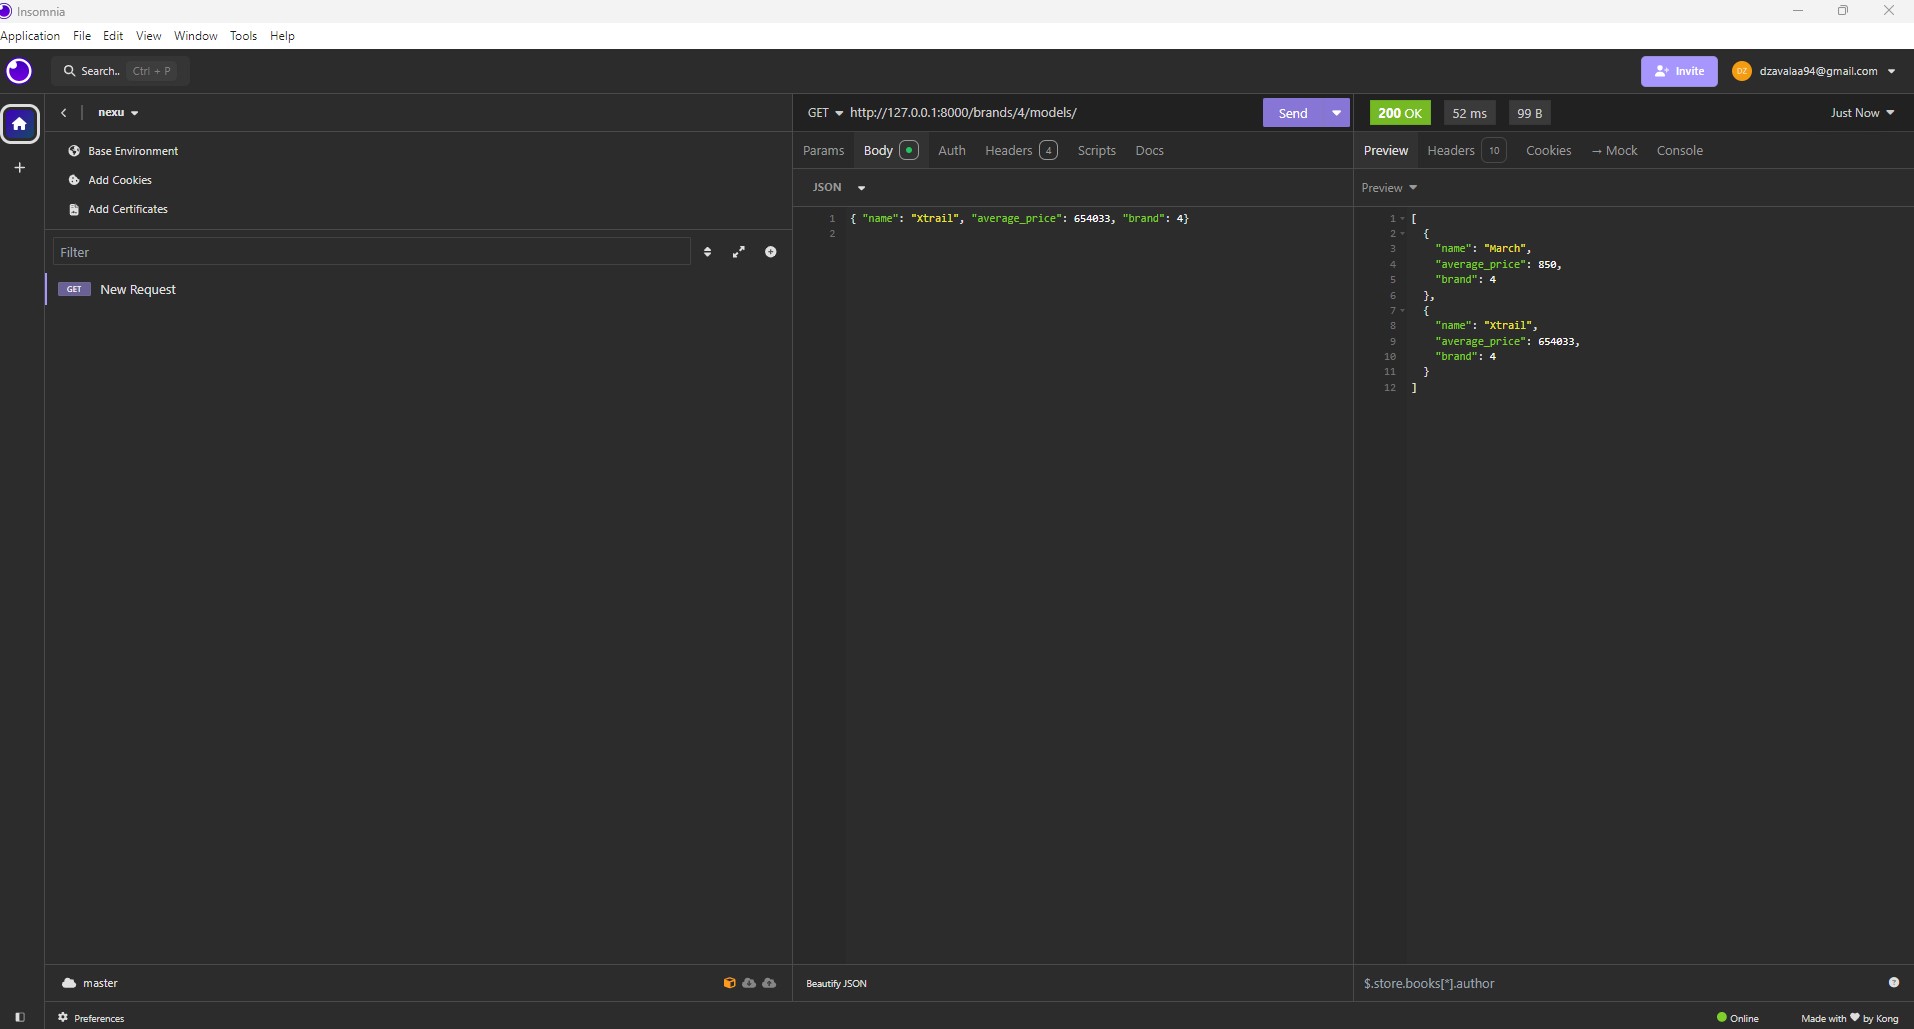 Insomnia
Application File Edit View Window Tools Help
Search.. Ctrl + P
Invite
DZ
dzavalaa94@gmail.com
nexu
Base Environment
Add Cookies
Add Certificates
Filter
GET New Request
master
Preferences
GET http://127.0.0.1:8000/brands/4/models/
Send
Params Body Auth Headers 4 Scripts Docs
JSON
1 { "name": "Xtrail", "average_price": 654033, "brand": 4}
2
Beautify JSON
200 OK 52 ms 99 B Just Now
Preview Headers 10 Cookies → Mock Console
Preview
1 [
2 {
3 "name": "March",
4 "average_price": 850,
5 "brand": 4
6 },
7 {
8 "name": "Xtrail",
9 "average_price": 654033,
10 "brand": 4
11 }
12 ]
$.store.books[*].author
Online
Made with ♥ by Kong